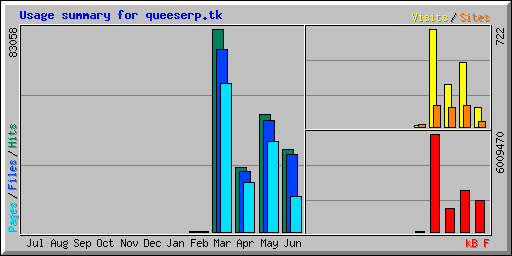 Usage summary for queeserp.tk
Visits/Sites
83058
722
Pages/Files/Hits
6009470
Jul Aug Sep Oct Nov Dec Jan Feb Mar Apr May Jun
kB F